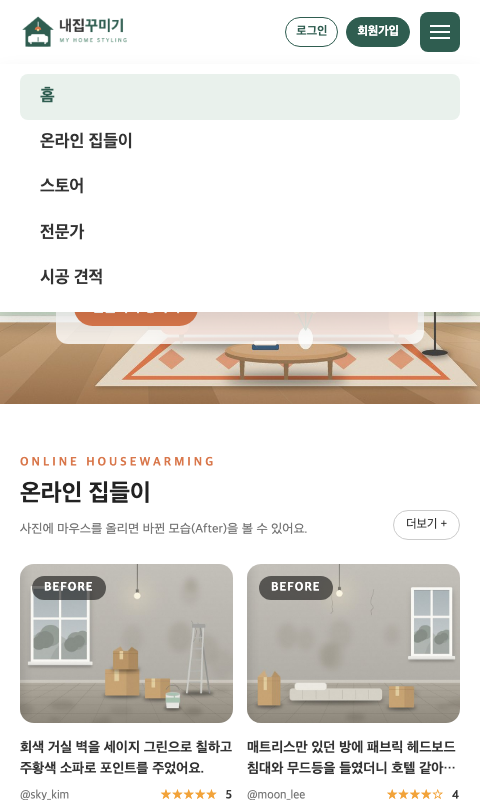 내집꾸미기
MY HOME STYLING
로그인
회원가입
홈
온라인 집들이
스토어
전문가
시공 견적
ONLINE HOUSEWARMING
온라인 집들이
사진에 마우스를 올리면 바뀐 모습(After)을 볼 수 있어요.
더보기 +
BEFORE
BEFORE
회색 거실 벽을 세이지 그린으로 칠하고
주황색 소파로 포인트를 주었어요.
@sky_kim
★★★★★ 5
매트리스만 있던 방에 패브릭 헤드보드
침대와 무드등을 들였더니 호텔 같아…
@moon_lee
★★★★☆ 4